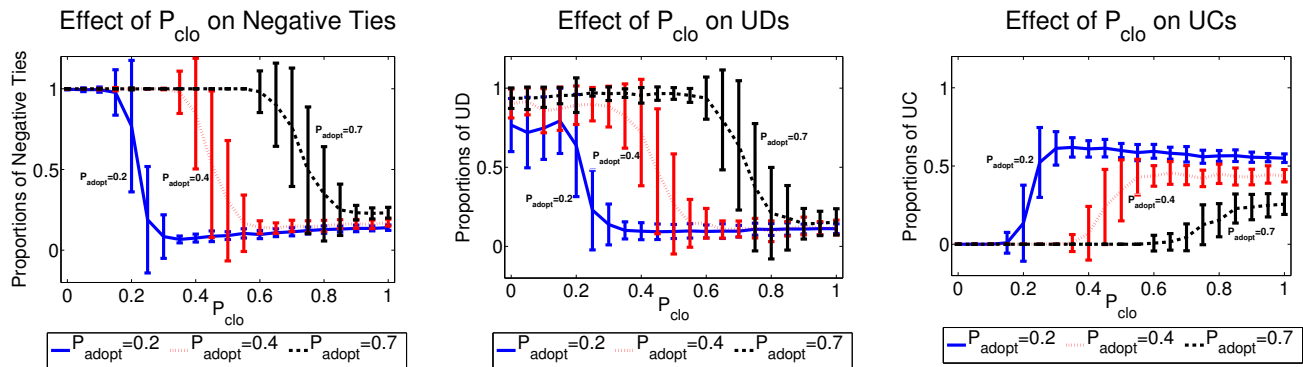 Effect of P_clo on Negative Ties
Proportions of Negative Ties
1
0.5
0
P_adopt=0.2
P_adopt=0.4
P_adopt=0.7
0 0.2 0.4 0.6 0.8 1
P_clo
P_adopt=0.2 P_adopt=0.4 P_adopt=0.7
Effect of P_clo on UDs
Proportions of UD
1
0.5
0
P_adopt=0.2
P_adopt=0.4
P_adopt=0.7
0 0.2 0.4 0.6 0.8 1
P_clo
P_adopt=0.2 P_adopt=0.4 P_adopt=0.7
Effect of P_clo on UCs
Proportions of UC
1
0.5
0
P_adopt=0.2
P_adopt=0.4
P_adopt=0.7
0 0.2 0.4 0.6 0.8 1
P_clo
P_adopt=0.2 P_adopt=0.4 P_adopt=0.7